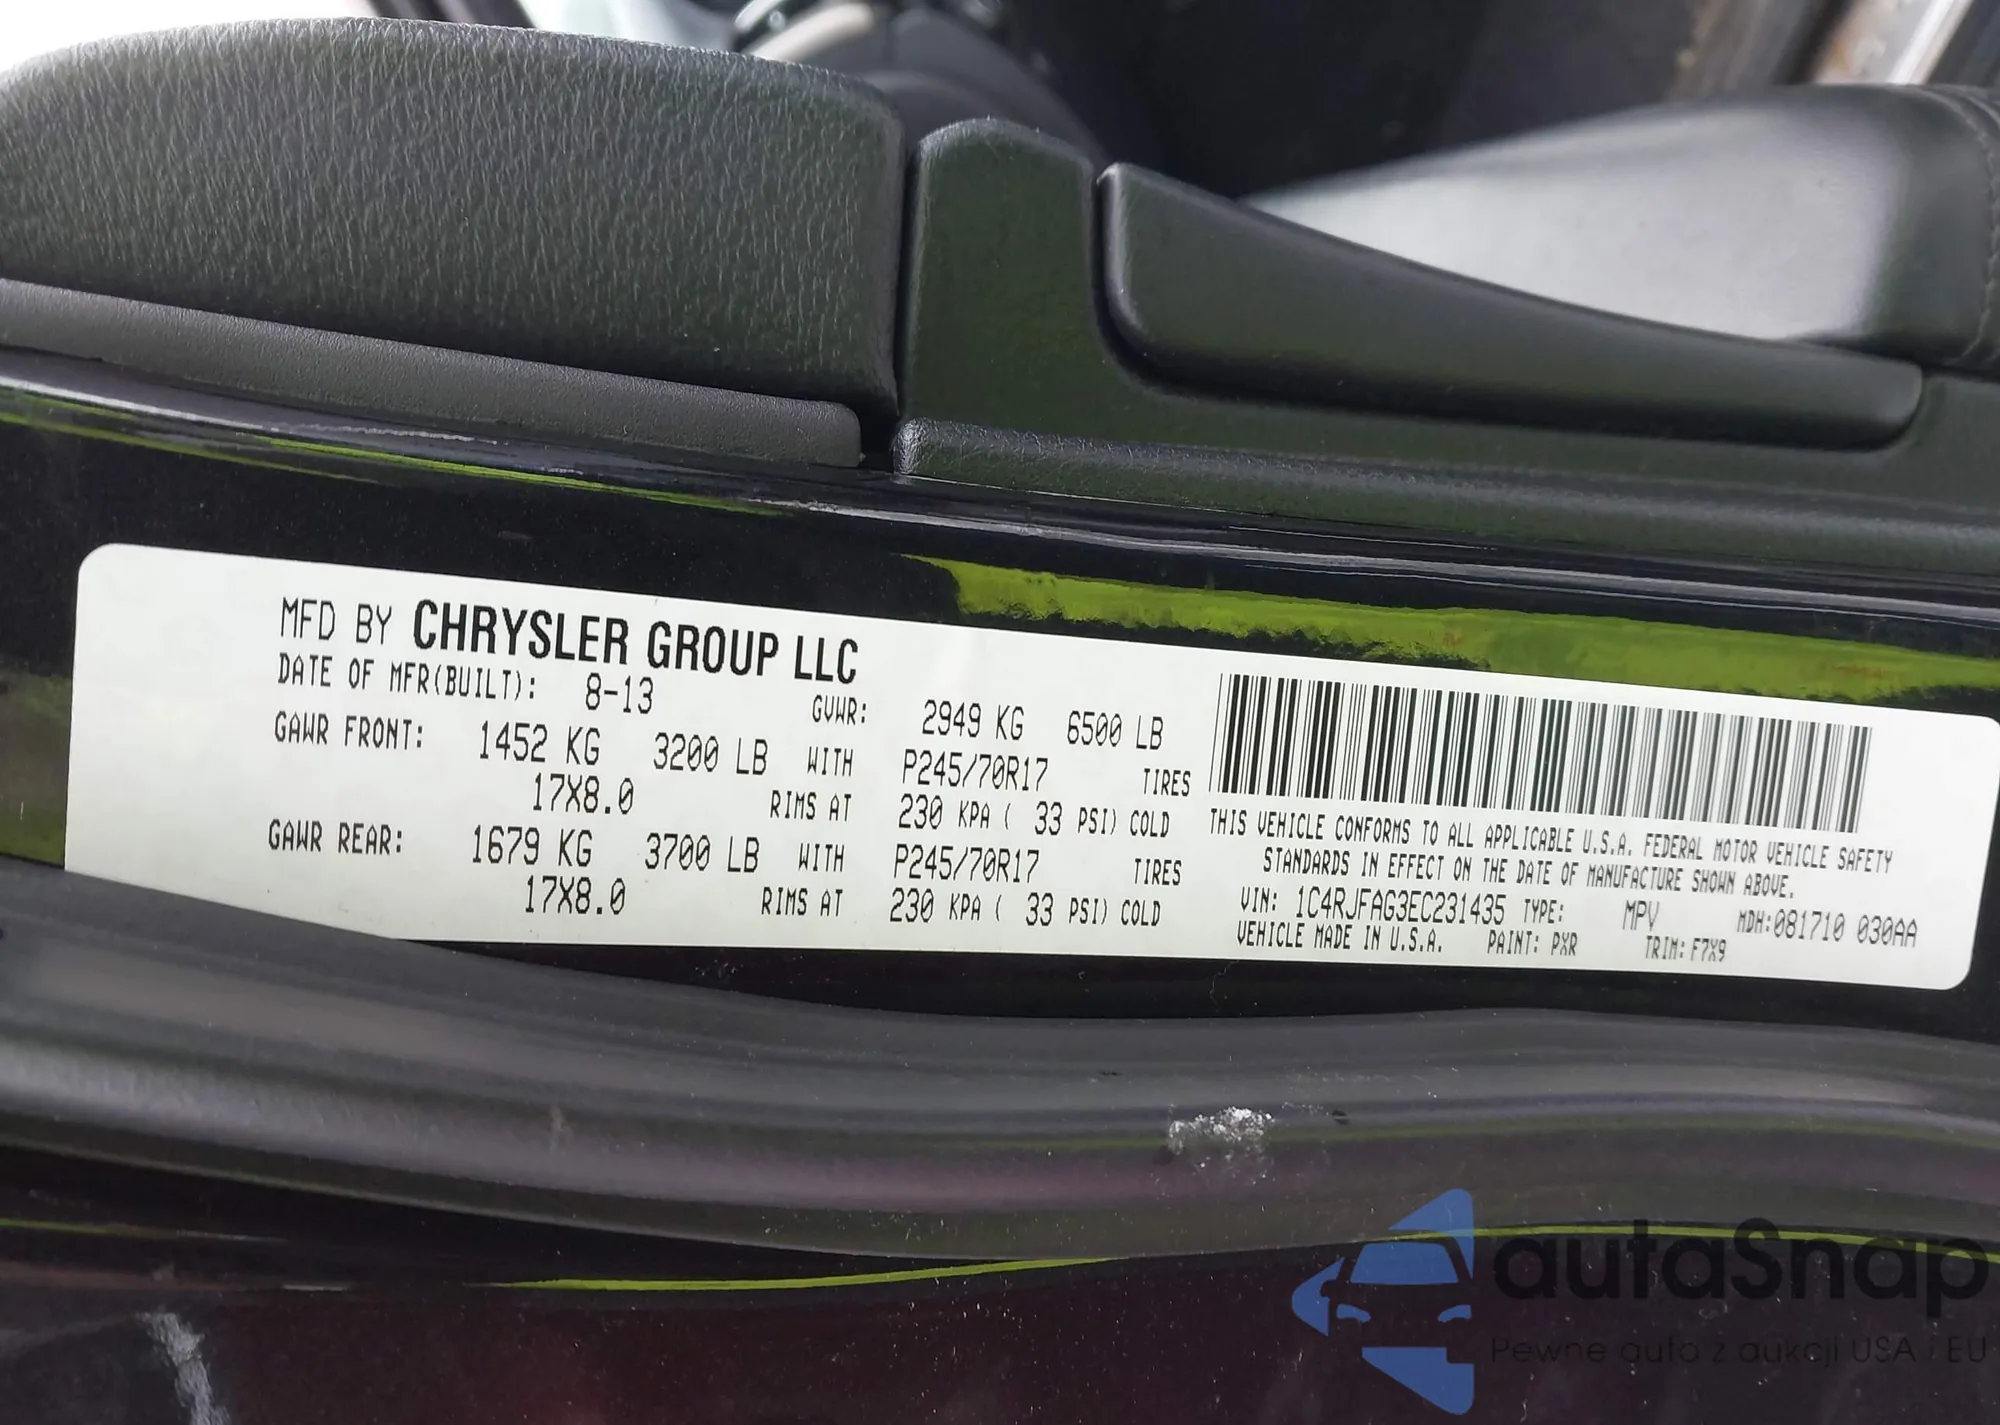 MFD BY CHRYSLER GROUP LLC
DATE OF MFR(BUILT): 8-13 GVWR: 2949 KG 6500 LB
GAWR FRONT: 1452 KG 3200 LB WITH P245/70R17 TIRES
17X8.0 RIMS AT 230 KPA ( 33 PSI) COLD
GAWR REAR: 1679 KG 3700 LB WITH P245/70R17 TIRES
17X8.0 RIMS AT 230 KPA ( 33 PSI) COLD
THIS VEHICLE CONFORMS TO ALL APPLICABLE U.S.A. FEDERAL MOTOR VEHICLE SAFETY
STANDARDS IN EFFECT ON THE DATE OF MANUFACTURE SHOWN ABOVE.
VIN: 1C4RJFAG3EC231435 TYPE: MPV MDH:081710 030AA
VEHICLE MADE IN U.S.A. PAINT: PXR TRIM: F7X9
autaSnap
Pewne auta z aukcji USA i EU